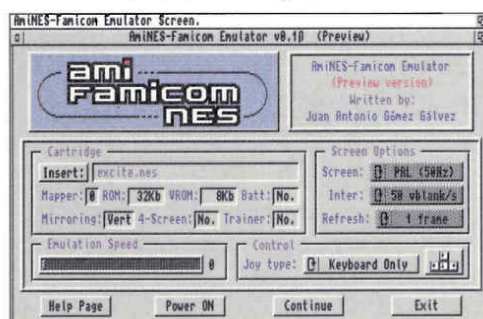 AmiNES-Famicom Emulator Screen.
AmiNES-Famicom Emulator v0.1β (Preview)
ami
Famicom
NES
AmiNES-Famicom Emulator
(Preview version)
Written by:
Juan Antonio Gómez Gálvez
Cartridge
Insert: excite.nes
Mapper: 0 ROM: 32Kb VROM: 8Kb Batt: No.
Mirroring: Vert 4-Screen: No. Trainer: No.
Screen Options
Screen: PAL (50Hz)
Inter: 50 vblank/s
Refresh: 1 frame
Emulation Speed
0
Control
Joy type: Keyboard Only
Help Page Power ON Continue Exit